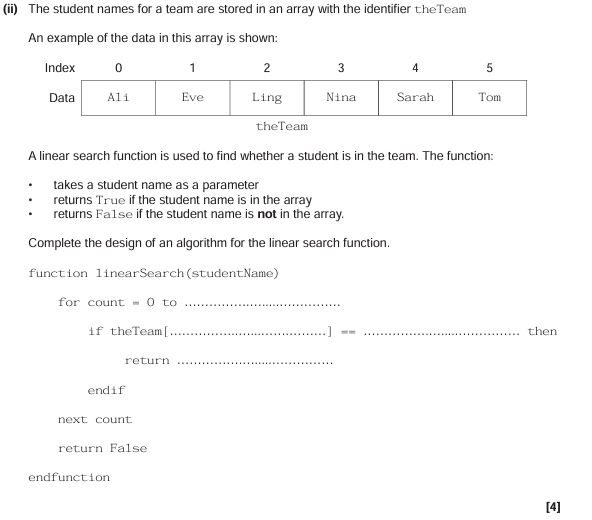 (ii) The student names for a team are stored in an array with the identifier theTeam
An example of the data in this array is shown:
Index 0 1 2 3 4 5
Data Ali Eve Ling Nina Sarah Tom
theTeam
A linear search function is used to find whether a student is in the team. The function:
• takes a student name as a parameter
• returns True if the student name is in the array
• returns False if the student name is not in the array.
Complete the design of an algorithm for the linear search function.
function linearSearch(studentName)
for count = 0 to ........................................
if theTeam[........................................] == ........................................ then
return ........................................
endif
next count
return False
endfunction
[4]